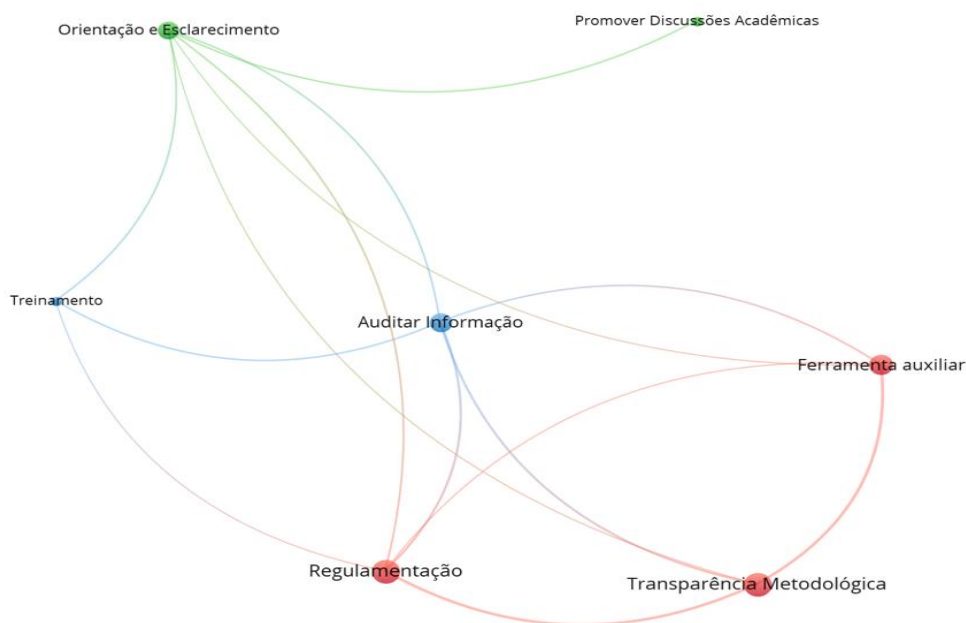 Promover Discussões Acadêmicas
Orientação e Esclarecimento
Treinamento
Auditar Informação
Ferramenta auxiliar
Regulamentação
Transparência Metodológica